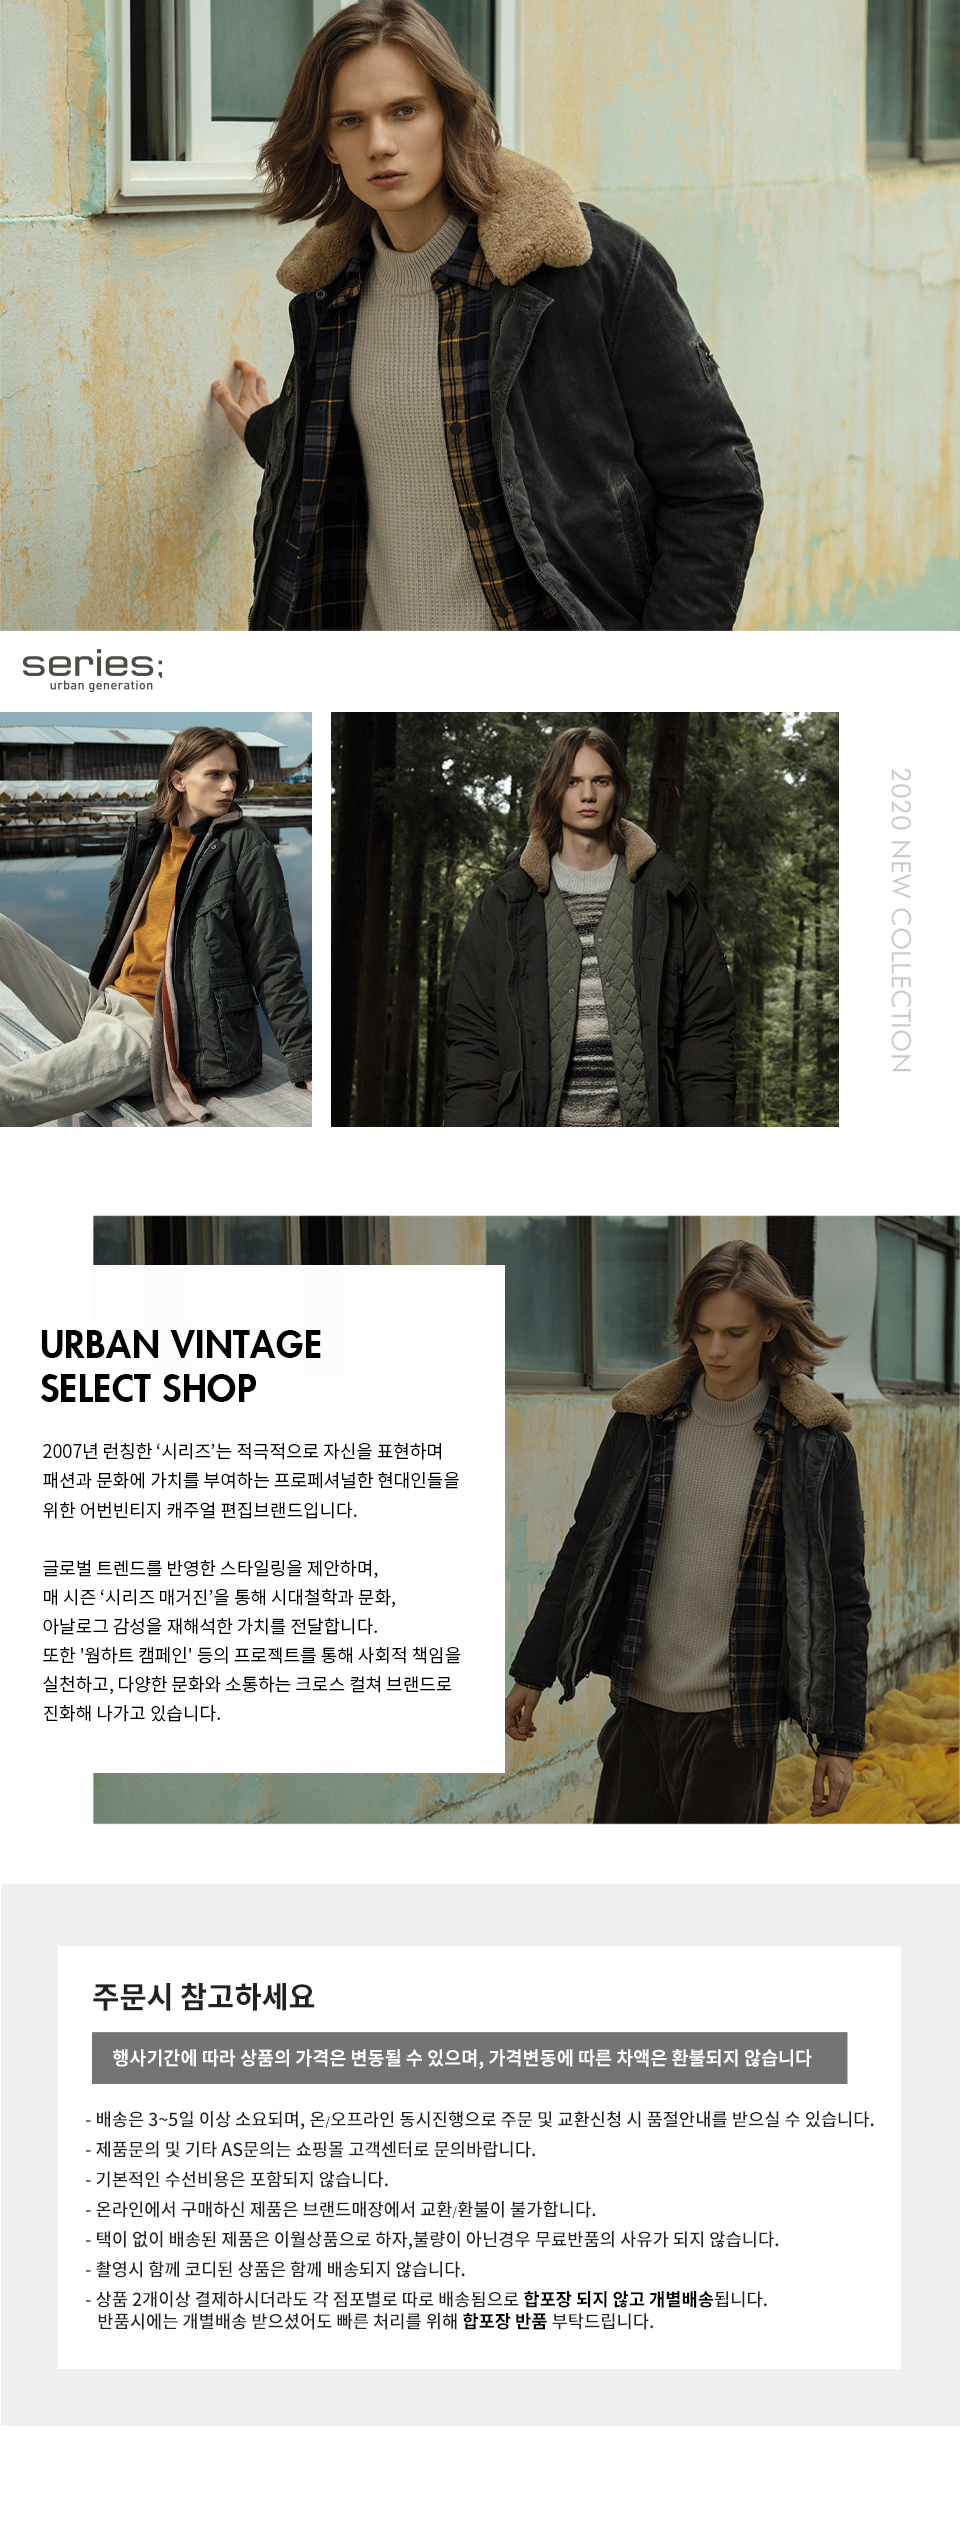 series;
urban generation
2020 NEW COLLECTION
URBAN VINTAGE
SELECT SHOP
2007년 런칭한 ‘시리즈’는 적극적으로 자신을 표현하며
패션과 문화에 가치를 부여하는 프로페셔널한 현대인들을
위한 어번빈티지 캐주얼 편집브랜드입니다.
글로벌 트렌드를 반영한 스타일링을 제안하며,
매 시즌 ‘시리즈 매거진’을 통해 시대철학과 문화,
아날로그 감성을 재해석한 가치를 전달합니다.
또한 '웜하트 캠페인' 등의 프로젝트를 통해 사회적 책임을
실천하고, 다양한 문화와 소통하는 크로스 컬쳐 브랜드로
진화해 나가고 있습니다.
주문시 참고하세요
행사기간에 따라 상품의 가격은 변동될 수 있으며, 가격변동에 따른 차액은 환불되지 않습니다
- 배송은 3~5일 이상 소요되며, 온/오프라인 동시진행으로 주문 및 교환신청 시 품절안내를 받으실 수 있습니다.
- 제품문의 및 기타 AS문의는 쇼핑몰 고객센터로 문의바랍니다.
- 기본적인 수선비용은 포함되지 않습니다.
- 온라인에서 구매하신 제품은 브랜드매장에서 교환/환불이 불가합니다.
- 택이 없이 배송된 제품은 이월상품으로 하자,불량이 아닌경우 무료반품의 사유가 되지 않습니다.
- 촬영시 함께 코디된 상품은 함께 배송되지 않습니다.
- 상품 2개이상 결제하시더라도 각 점포별로 따로 배송됨으로 합포장 되지 않고 개별배송됩니다.
반품시에는 개별배송 받으셨어도 빠른 처리를 위해 합포장 반품 부탁드립니다.